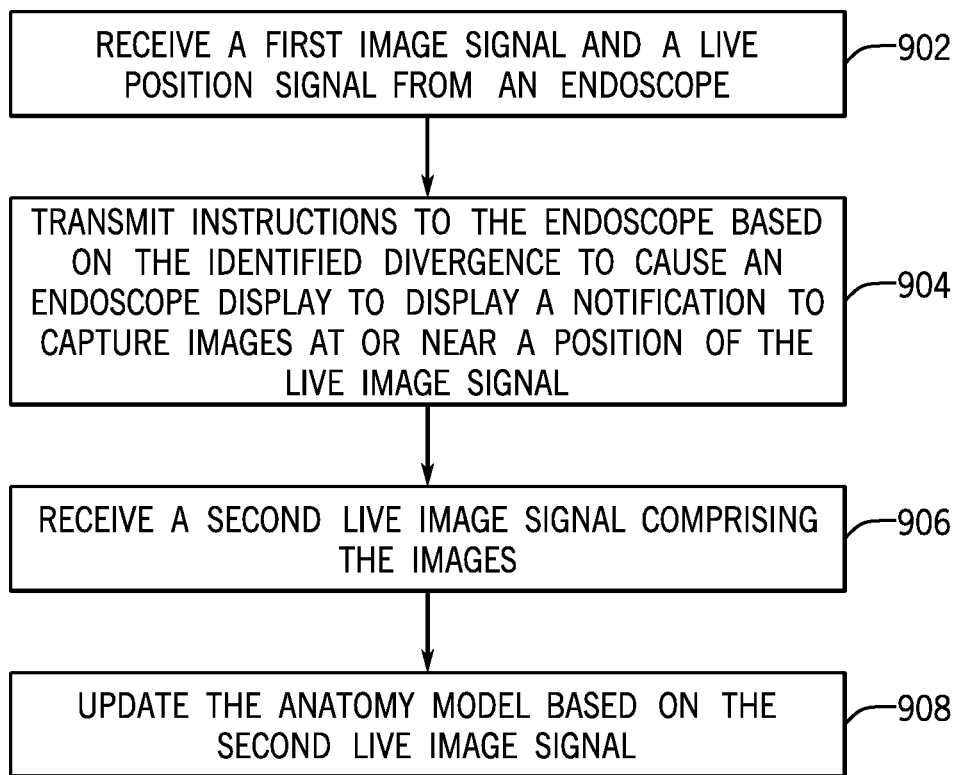 RECEIVE A FIRST IMAGE SIGNAL AND A LIVE
POSITION SIGNAL FROM AN ENDOSCOPE
902
TRANSMIT INSTRUCTIONS TO THE ENDOSCOPE BASED
ON THE IDENTIFIED DIVERGENCE TO CAUSE AN
ENDOSCOPE DISPLAY TO DISPLAY A NOTIFICATION TO
CAPTURE IMAGES AT OR NEAR A POSITION OF THE
LIVE IMAGE SIGNAL
904
RECEIVE A SECOND LIVE IMAGE SIGNAL COMPRISING
THE IMAGES
906
UPDATE THE ANATOMY MODEL BASED ON THE
SECOND LIVE IMAGE SIGNAL
908